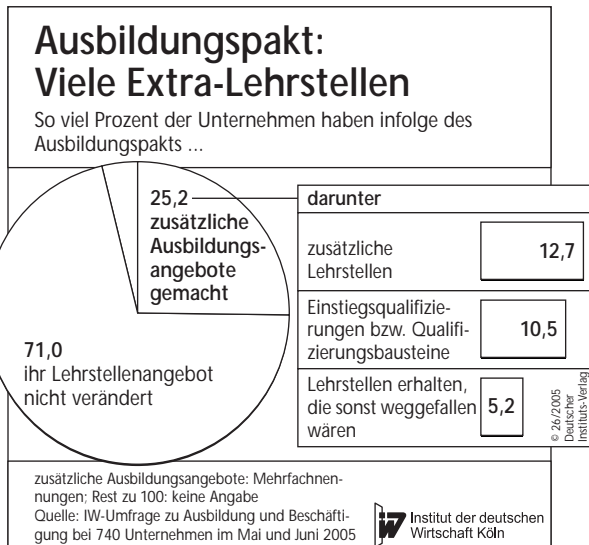 Ausbildungspakt:
Viele Extra-Lehrstellen
So viel Prozent der Unternehmen haben infolge des
Ausbildungspakts ...
25,2
zusätzliche
Ausbildungs-
angebote
gemacht
71,0
ihr Lehrstellenangebot
nicht verändert
darunter
zusätzliche
Lehrstellen
12,7
Einstiegsqualifizie-
rungen bzw. Qualifi-
zierungsbausteine
10,5
Lehrstellen erhalten,
die sonst weggefallen
wären
5,2
© 26/2005
Deutscher
Instituts-Verlag
zusätzliche Ausbildungsangebote: Mehrfachnen-
nungen; Rest zu 100: keine Angabe
Quelle: IW-Umfrage zu Ausbildung und Beschäfti-
gung bei 740 Unternehmen im Mai und Juni 2005
iw
Institut der deutschen
Wirtschaft Köln